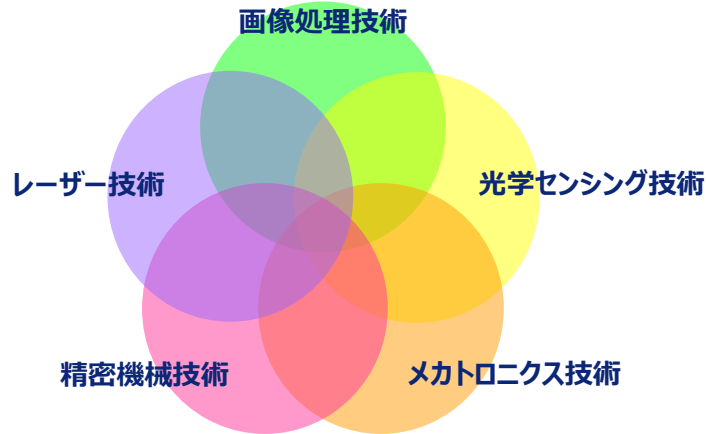 画像処理技術
レーザー技術
光学センシング技術
精密機械技術
メカトロニクス技術